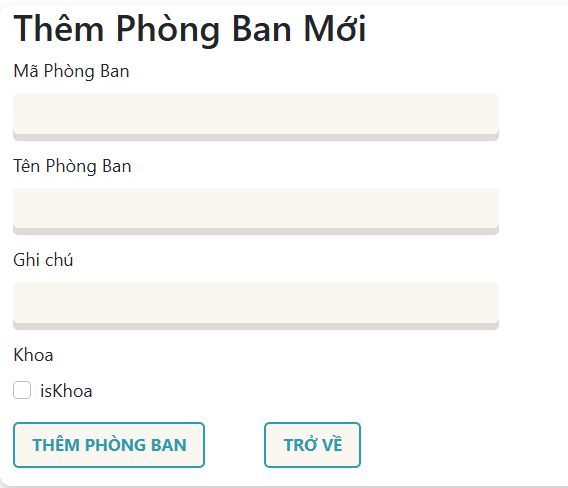 Thêm Phòng Ban Mới
Mã Phòng Ban
Tên Phòng Ban
Ghi chú
Khoa
isKhoa
THÊM PHÒNG BAN
TRỞ VỀ